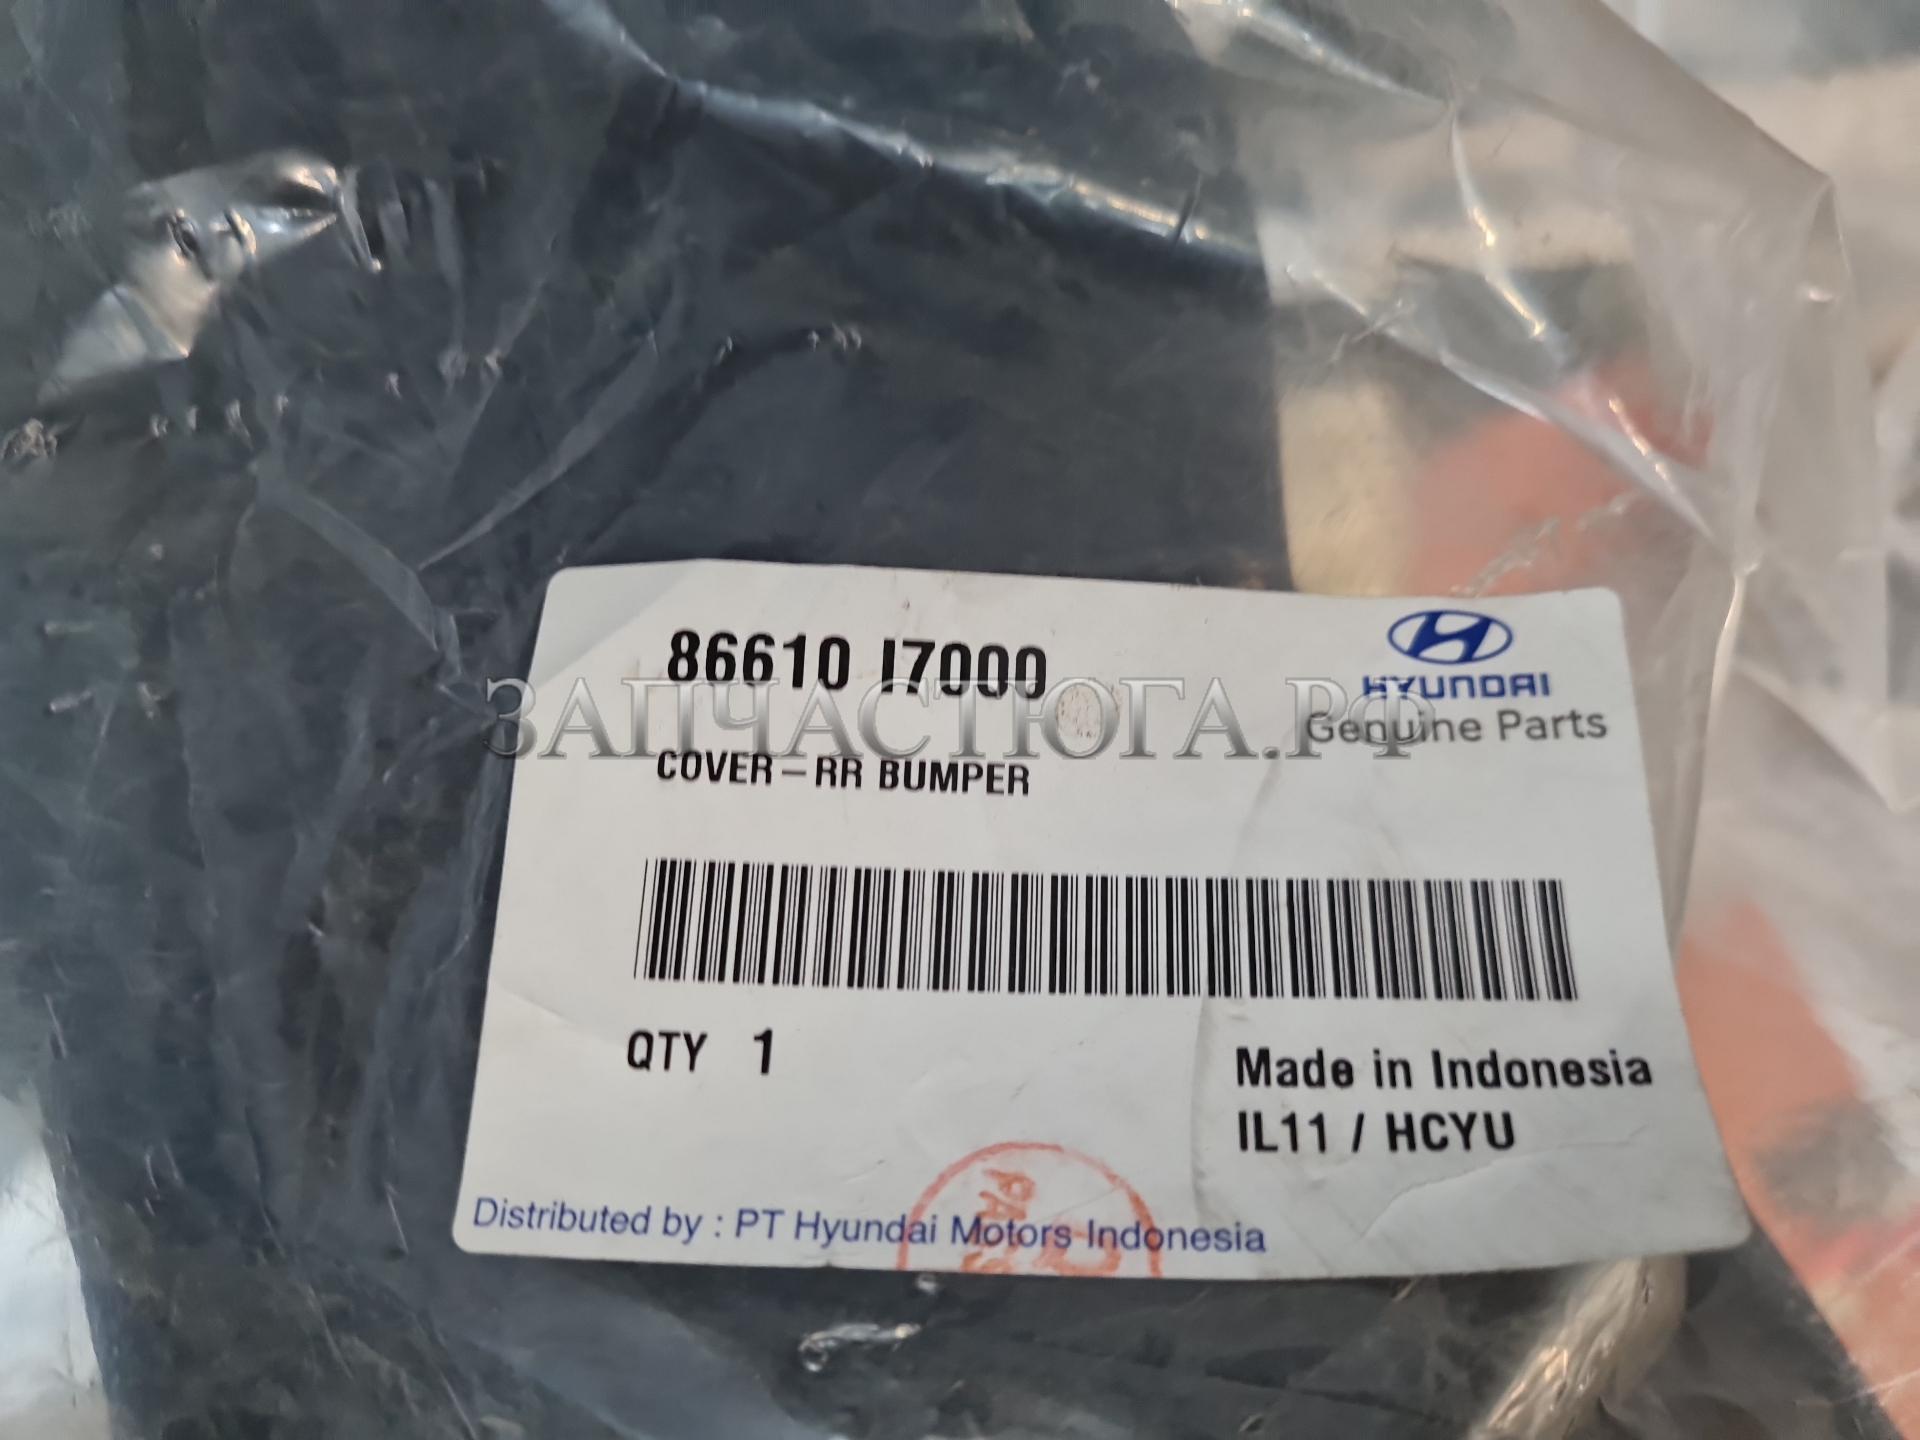 86610 I7000
HYUNDAI
Genuine Parts
ЗАПЧАСТЮГА.РФ
COVER-RR BUMPER
QTY 1
Made in Indonesia
IL11 / HCYU
Distributed by : PT Hyundai Motors Indonesia